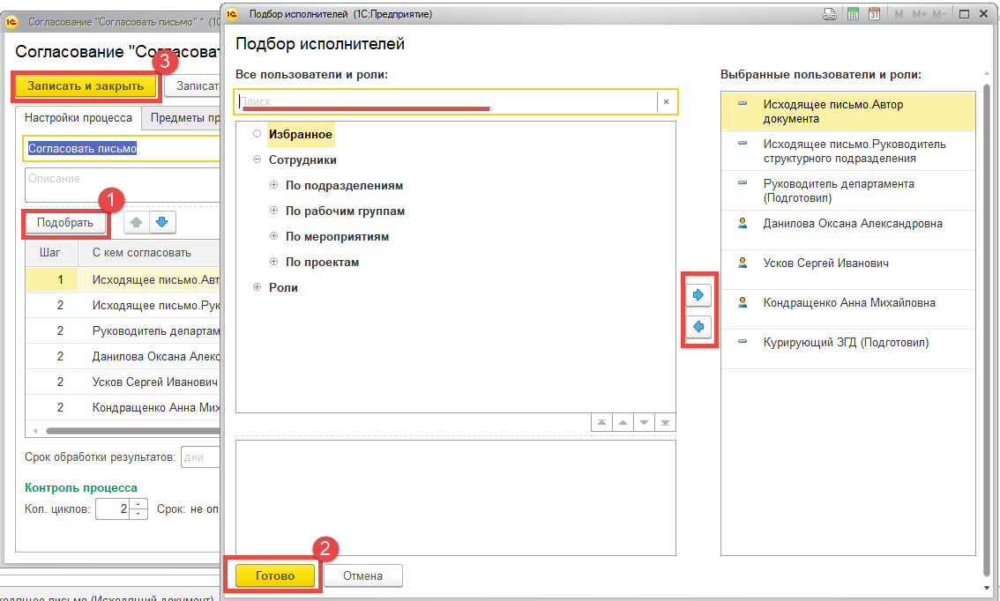 Согласование "Согласовать письмо" * (1С
Согласование "Согласоват
3
Записать и закрыть
Записат
Настройки процесса
Предметы пр
Согласовать письмо
Описание
1
Подобрать
Шаг С кем согласовать
1 Исходящее письмо.Авт
2 Исходящее письмо.Рук
2 Руководитель департам
2 Данилова Оксана Алекс
2 Усков Сергей Иванович
2 Кондращенко Анна Мих
Срок обработки результатов: дни
Контроль процесса
Кол. циклов: 2 Срок: не оп
ходящее письмо (Исходящий документ)
Подбор исполнителей (1С:Предприятие)
31 M M+ M-
Подбор исполнителей
Все пользователи и роли:
Поиск ×
Избранное
Сотрудники
По подразделениям
По рабочим группам
По мероприятиям
По проектам
Роли
2
Готово
Отмена
Выбранные пользователи и роли:
Исходящее письмо.Автор
документа
Исходящее письмо.Руководитель
структурного подразделения
Руководитель департамента
(Подготовил)
Данилова Оксана Александровна
Усков Сергей Иванович
Кондращенко Анна Михайловна
Курирующий ЗГД (Подготовил)